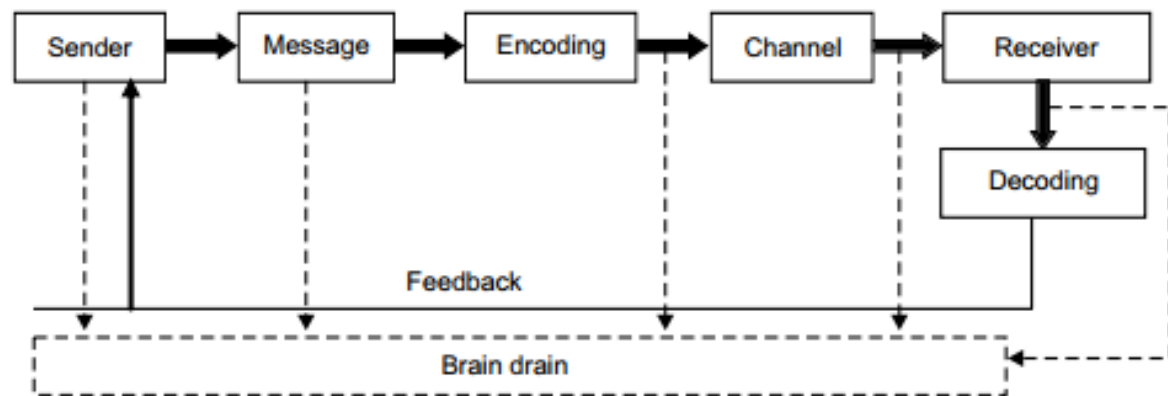 Sender
Message
Encoding
Channel
Receiver
Decoding
Feedback
Brain drain